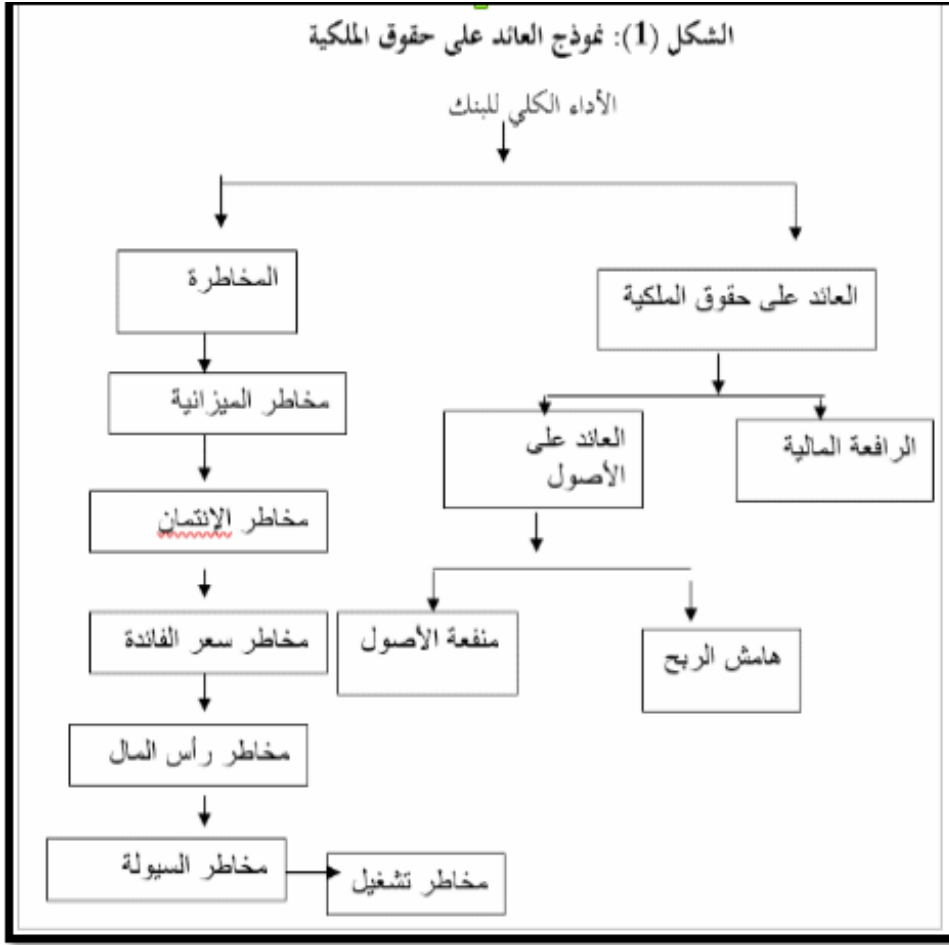 الشكل (1): نموذج العائد على حقوق الملكية
الأداء الكلي للبنك
العائد على حقوق الملكية
المخاطرة
الرافعة المالية
العائد على
الأصول
هامش الربح
منفعة الأصول
مخاطر الميزانية
مخاطر الإئتمان
مخاطر سعر الفائدة
مخاطر رأس المال
مخاطر السيولة
مخاطر تشغيل